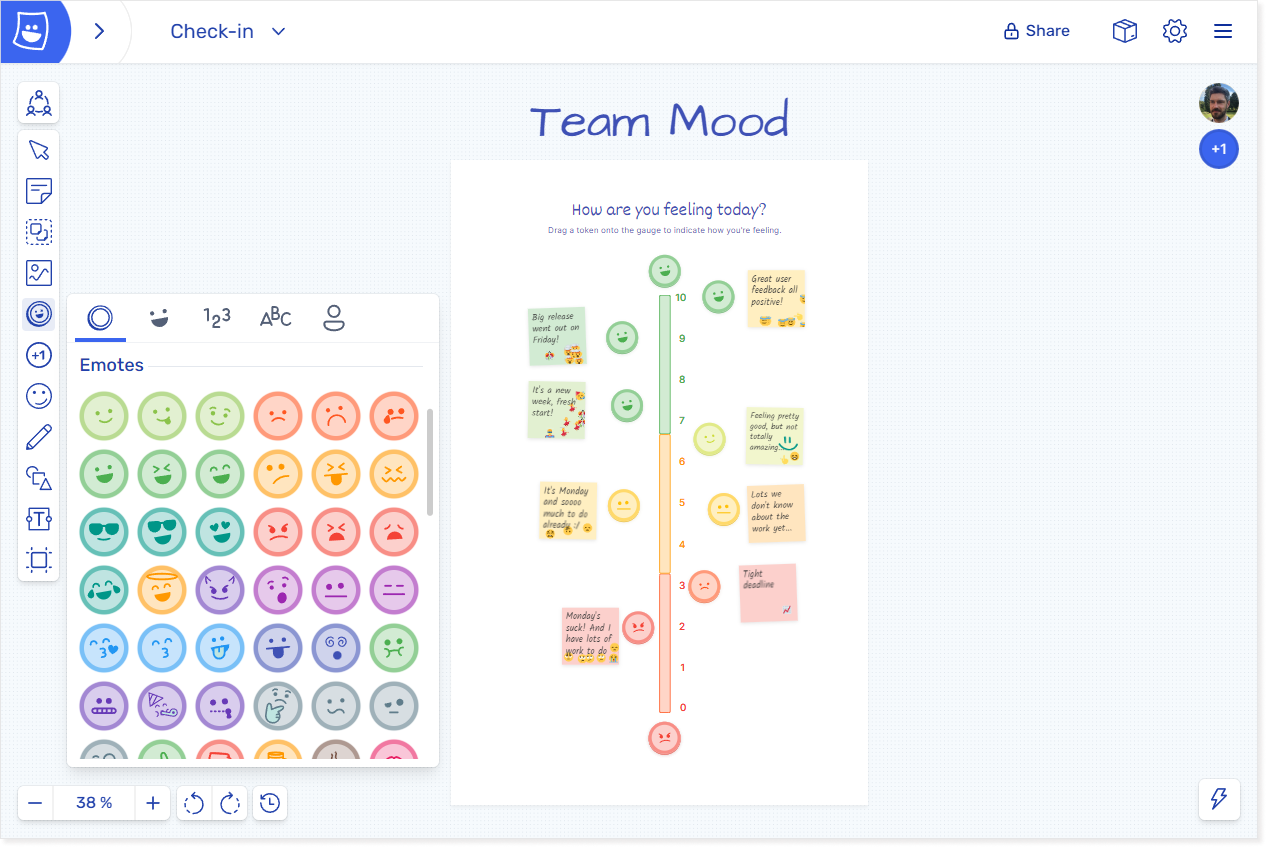 Check-in
Share
Team Mood
+1
How are you feeling today?
Drag a token onto the gauge to indicate how you're feeling.
Great user
feedback all
positive!
10
Big release
went out on
Friday!
9
8
It's a new
week, fresh
start!
7
Feeling pretty
good, but not
totally
amazing...
6
It's Monday
and soooo
much to do
already :/
5
Lots we
don't know
about the
work yet...
4
Tight
deadline
3
Monday's
suck! And I
have lots of
work to do
2
1
0
123
ABC
Emotes
+1
T
38 %